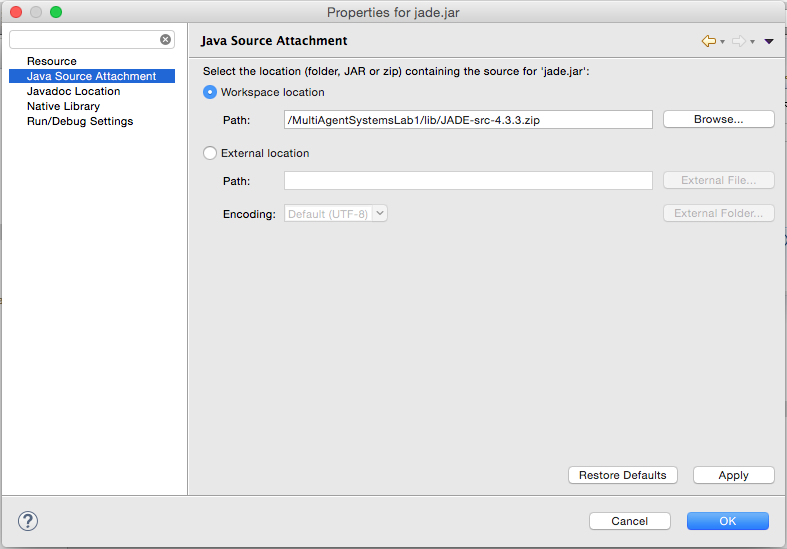 Properties for jade.jar
Resource
Java Source Attachment
Javadoc Location
Native Library
Run/Debug Settings
Java Source Attachment
Select the location (folder, JAR or zip) containing the source for 'jade.jar':
Workspace location
Path: /MultiAgentSystemsLab1/lib/JADE-src-4.3.3.zip Browse...
External location
Path: External File...
Encoding: Default (UTF-8) External Folder...
Restore Defaults Apply
? Cancel OK